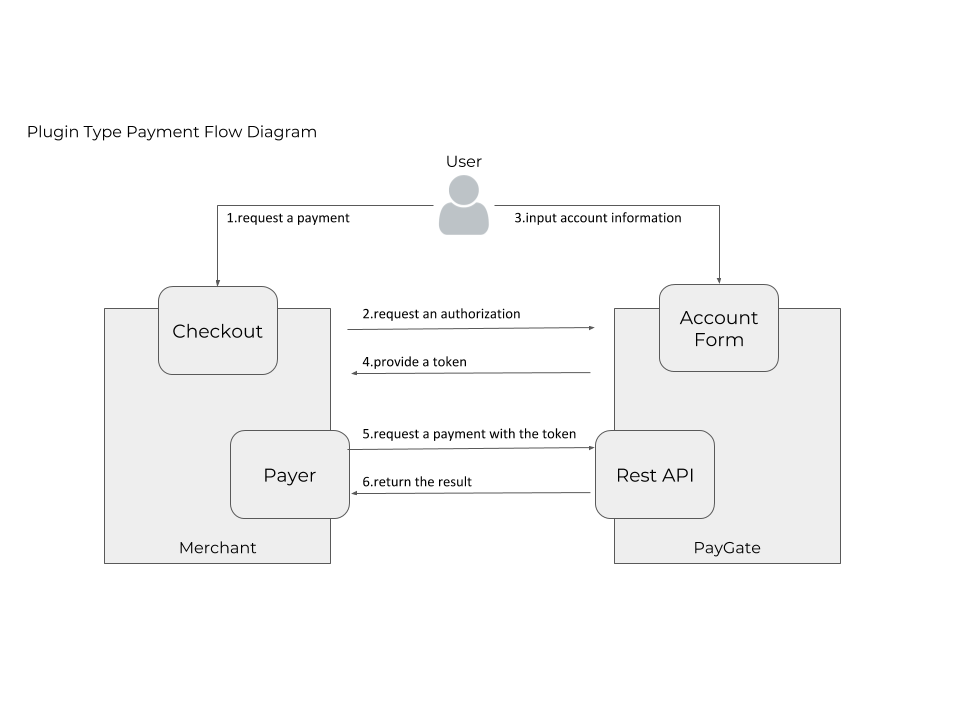 Plugin Type Payment Flow Diagram
User
1.request a payment
3.input account information
Checkout
2.request an authorization
Account
Form
4.provide a token
5.request a payment with the token
Payer
Rest API
6.return the result
Merchant
PayGate